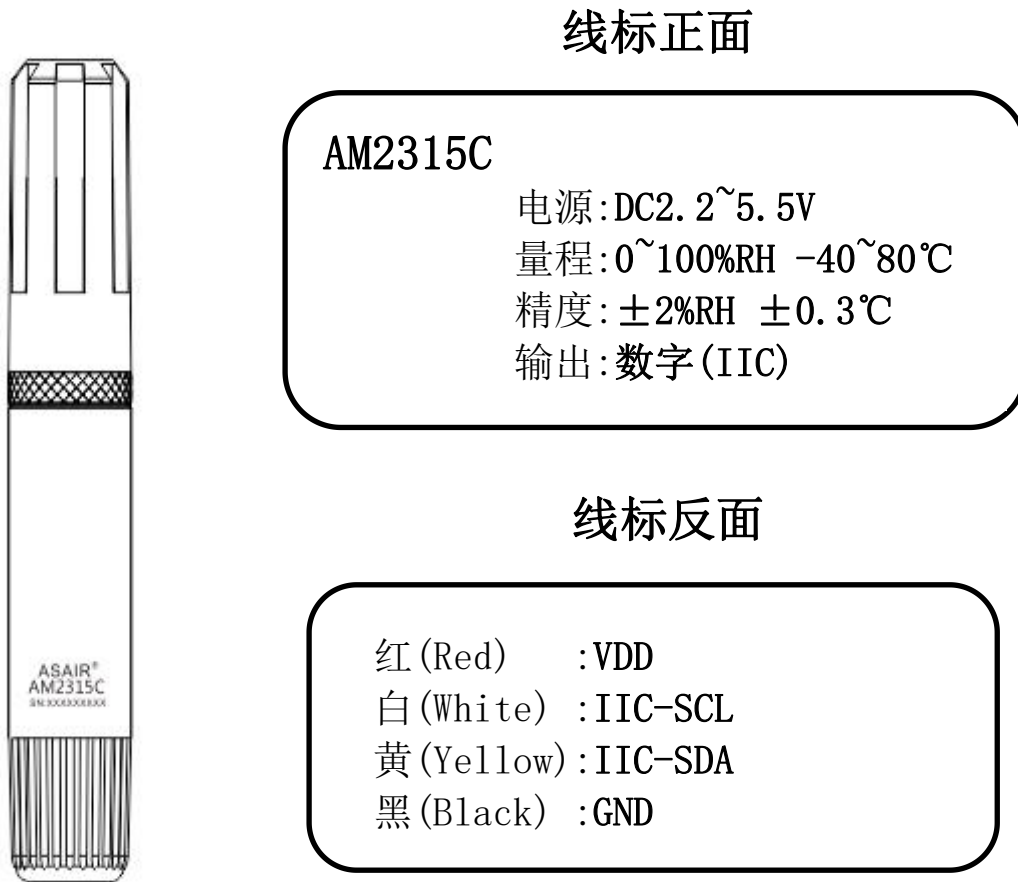 线标正面
AM2315C
电源:DC2.2~5.5V
量程:0~100%RH -40~80℃
精度:±2%RH ±0.3℃
输出:数字(IIC)
线标反面
红(Red) :VDD
白(White) :IIC-SCL
黄(Yellow):IIC-SDA
黑(Black) :GND
ASAIR®
AM2315C
SN:XXXXXXXXXX